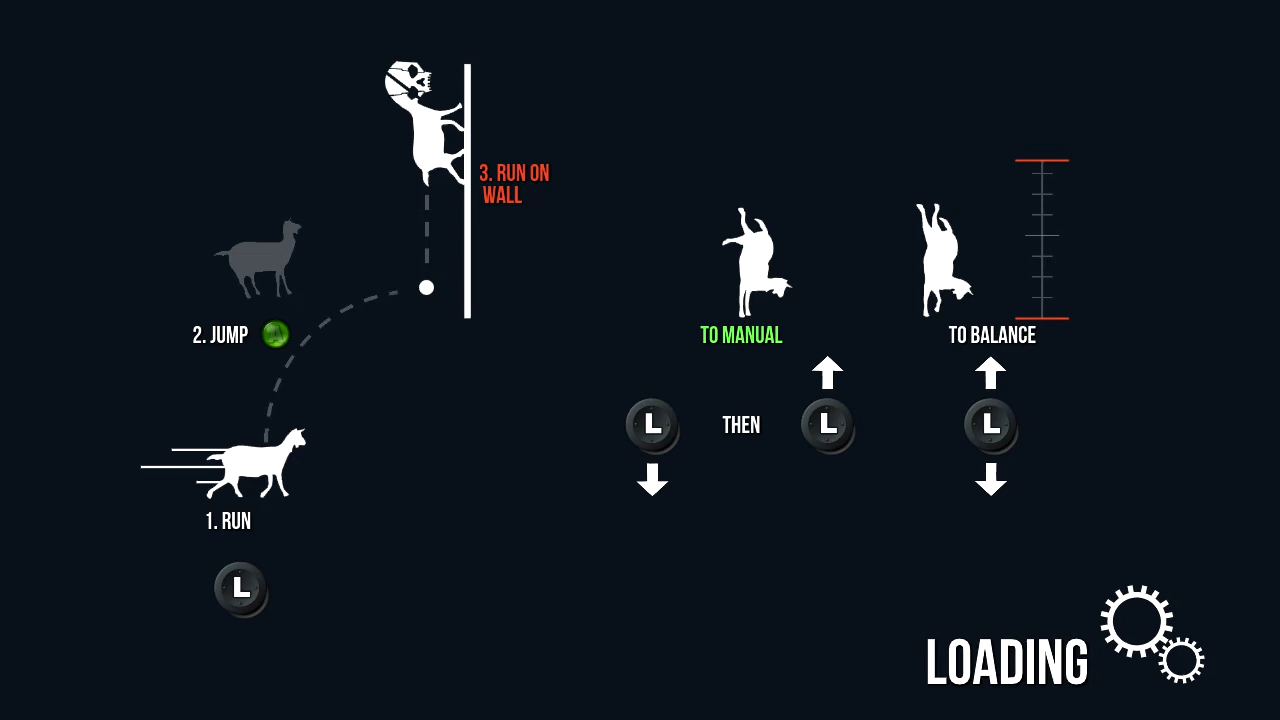 3. RUN ON
WALL
2. JUMP A
TO MANUAL
TO BALANCE
L THEN L L
1. RUN
L
LOADING